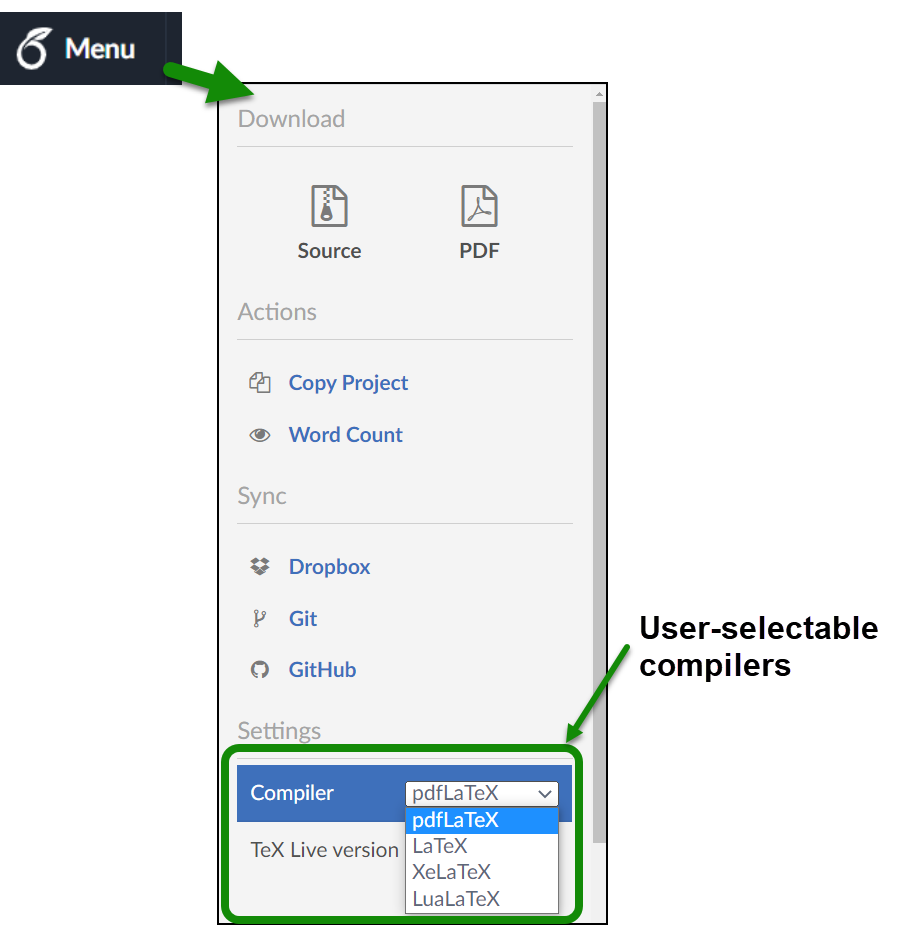 Menu
Download
Source PDF
Actions
Copy Project
Word Count
Sync
Dropbox
Git
GitHub
User-selectable
compilers
Settings
Compiler pdfLaTeX
pdfLaTeX
LaTeX
TeX Live version
XeLaTeX
LuaLaTeX